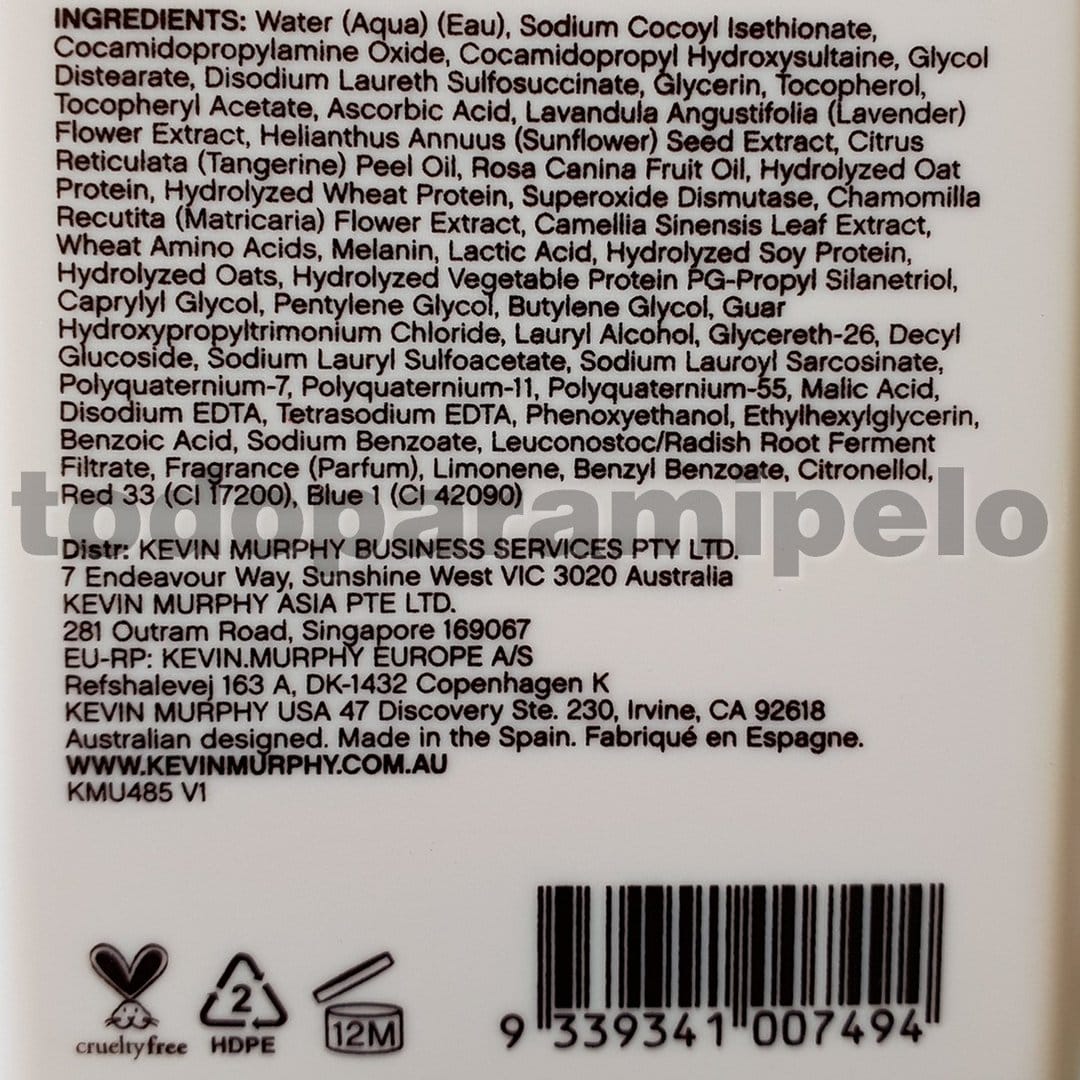 INGREDIENTS: Water (Aqua) (Eau), Sodium Cocoyl Isethionate,
Cocamidopropylamine Oxide, Cocamidopropyl Hydroxysultaine, Glycol
Distearate, Disodium Laureth Sulfosuccinate, Glycerin, Tocopherol,
Tocopheryl Acetate, Ascorbic Acid, Lavandula Angustifolia (Lavender)
Flower Extract, Helianthus Annuus (Sunflower) Seed Extract, Citrus
Reticulata (Tangerine) Peel Oil, Rosa Canina Fruit Oil, Hydrolyzed Oat
Protein, Hydrolyzed Wheat Protein, Superoxide Dismutase, Chamomilla
Recutita (Matricaria) Flower Extract, Camellia Sinensis Leaf Extract,
Wheat Amino Acids, Melanin, Lactic Acid, Hydrolyzed Soy Protein,
Hydrolyzed Oats, Hydrolyzed Vegetable Protein PG-Propyl Silanetriol,
Caprylyl Glycol, Pentylene Glycol, Butylene Glycol, Guar
Hydroxypropyltrimonium Chloride, Lauryl Alcohol, Glycereth-26, Decyl
Glucoside, Sodium Lauryl Sulfoacetate, Sodium Lauroyl Sarcosinate,
Polyquaternium-7, Polyquaternium-11, Polyquaternium-55, Malic Acid,
Disodium EDTA, Tetrasodium EDTA, Phenoxyethanol, Ethylhexylglycerin,
Benzoic Acid, Sodium Benzoate, Leuconostoc/Radish Root Ferment
Filtrate, Fragrance (Parfum), Limonene, Benzyl Benzoate, Citronellol,
Red 33 (CI 17200), Blue 1 (CI 42090)
todoparamipelo
Distr: KEVIN MURPHY BUSINESS SERVICES PTY LTD.
7 Endeavour Way, Sunshine West VIC 3020 Australia
KEVIN MURPHY ASIA PTE LTD.
281 Outram Road, Singapore 169067
EU-RP: KEVIN.MURPHY EUROPE A/S
Refshalevej 163 A, DK-1432 Copenhagen K
KEVIN MURPHY USA 47 Discovery Ste. 230, Irvine, CA 92618
Australian designed. Made in the Spain. Fabriqué en Espagne.
WWW.KEVINMURPHY.COM.AU
KMU485 V1
crueltyfree
2
HDPE
12M
9 339341 007494